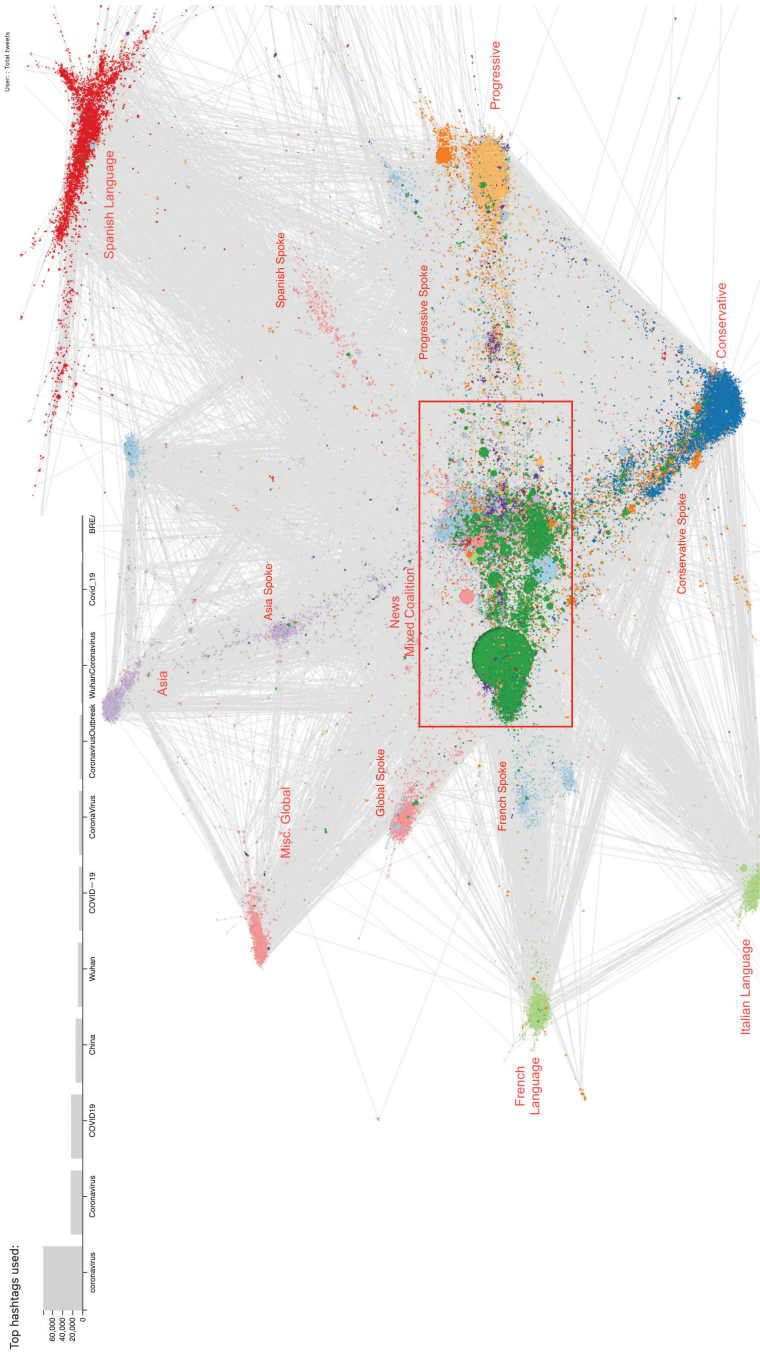 Top hashtags used:
User:: Total tweets
60,000
40,000
20,000
0
coronavirus
Coronavirus
COVID19
China
Wuhan
COVID—19
CoronaVirus
CoronavirusOutbreak
WuhanCoronavirus
Covid_19
BREA
Spanish Language
Asia
Spanish Spoke
Asia Spoke
Misc. Global
Progressive
Progressive Spoke
News
Mixed Coalition
Global Spoke
French Spoke
French
Language
Conservative Spoke
Conservative
Italian Language